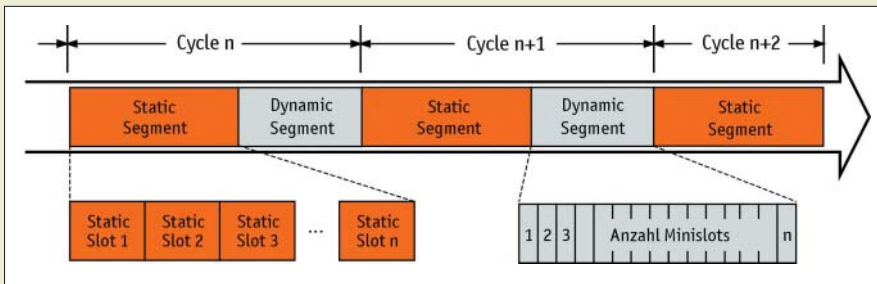 Cycle n
Cycle n+1
Cycle n+2
Static
Segment
Dynamic
Segment
Static
Segment
Dynamic
Segment
Static
Segment
Static
Slot 1
Static
Slot 2
Static
Slot 3
...
Static
Slot n
1 2 3 Anzahl Minislots n